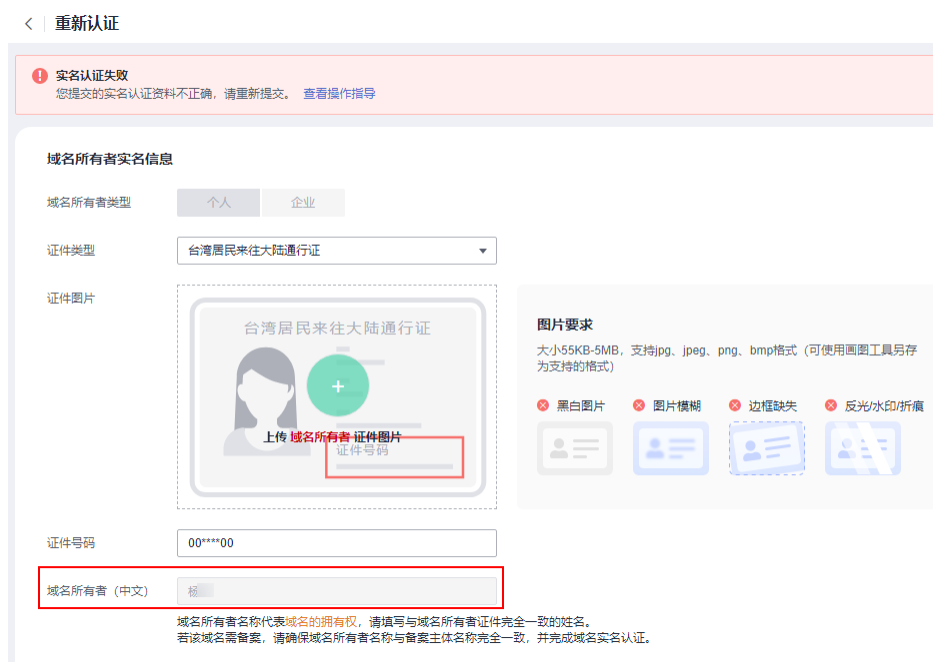 重新认证
实名认证失败
您提交的实名认证资料不正确，请重新提交。 查看操作指导
域名所有者实名信息
域名所有者类型 个人 企业
证件类型 台湾居民来往大陆通行证
证件图片
台湾居民来往大陆通行证
上传 域名所有者 证件图片
证件号码
图片要求
大小55KB-5MB，支持jpg、jpeg、png、bmp格式（可使用画图工具另存
为支持的格式）
黑白图片 图片模糊 边框缺失 反光/水印/折痕
证件号码 00****00
域名所有者（中文） 杨
域名所有者名称代表域名的拥有权，请填写与域名所有者证件完全一致的姓名。
若该域名需备案，请确保域名所有者名称与备案主体名称完全一致，并完成域名实名认证。